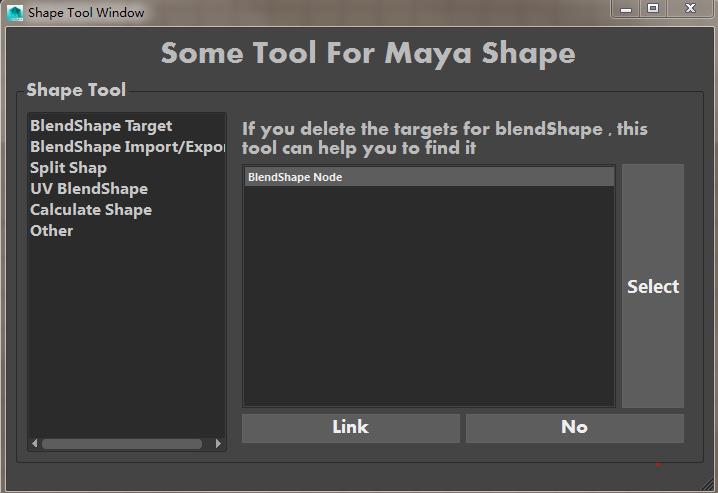 Shape Tool Window
Some Tool For Maya Shape
Shape Tool
BlendShape Target
BlendShape Import/Expor
Split Shap
UV BlendShape
Calculate Shape
Other
If you delete the targets for blendShape , this
tool can help you to find it
BlendShape Node
Select
Link
No